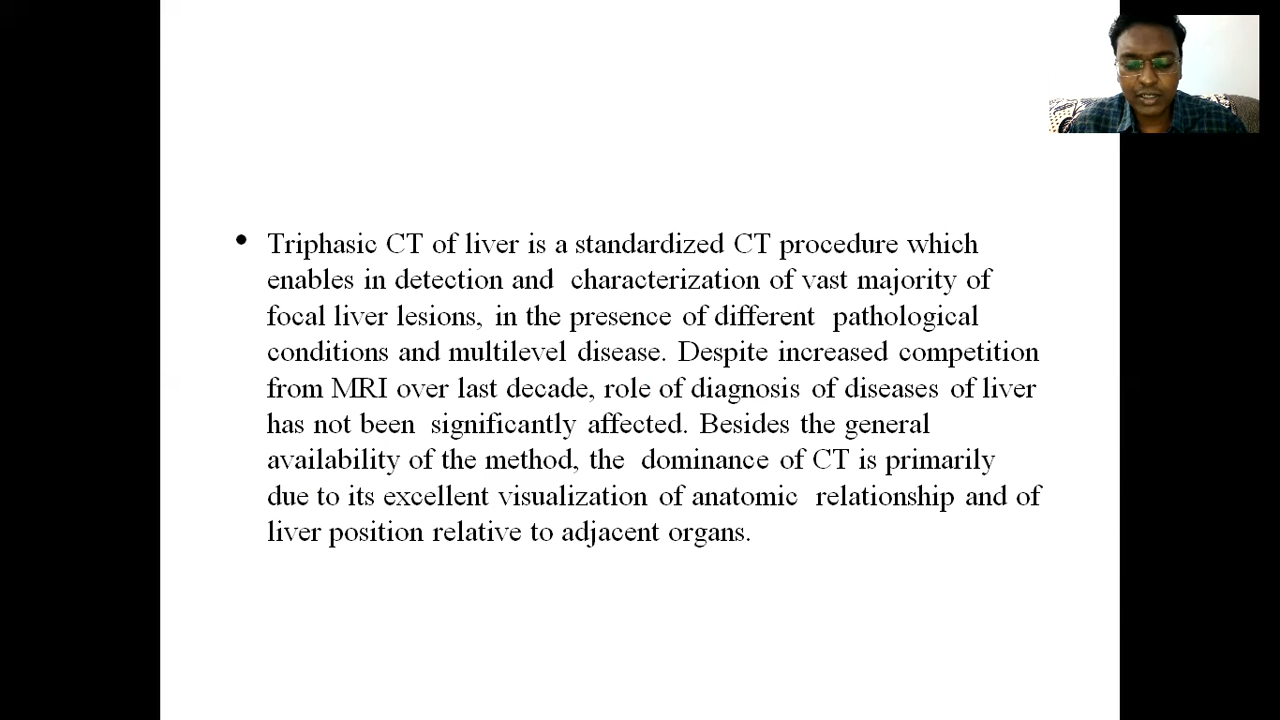 • Triphasic CT of liver is a standardized CT procedure which
enables in detection and characterization of vast majority of
focal liver lesions, in the presence of different pathological
conditions and multilevel disease. Despite increased competition
from MRI over last decade, role of diagnosis of diseases of liver
has not been significantly affected. Besides the general
availability of the method, the dominance of CT is primarily
due to its excellent visualization of anatomic relationship and of
liver position relative to adjacent organs.